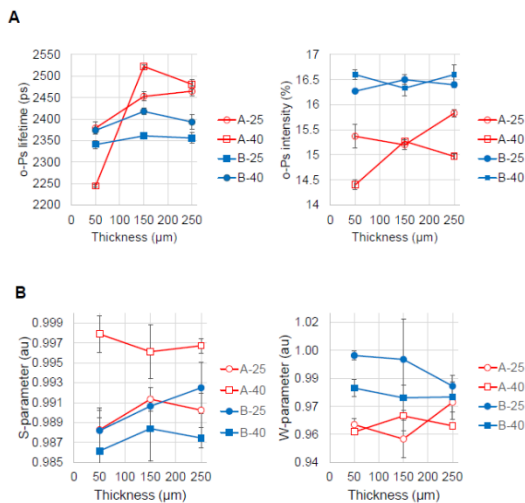 A
o-Ps lifetime (ps)
2550
2500
2450
2400
2350
2300
2250
2200
0 50 100 150 200 250
Thickness (µm)
A-25
A-40
B-25
B-40
o-Ps intensity (%)
17
16.5
16
15.5
15
14.5
14
0 50 100 150 200 250
Thickness (µm)
A-25
A-40
B-25
B-40
B
S-parameter (au)
0.999
0.997
0.995
0.993
0.991
0.989
0.987
0.985
0 50 100 150 200 250
Thickness (µm)
A-25
A-40
B-25
B-40
W-parameter (au)
1.02
1.00
0.99
0.97
0.96
0.94
0 50 100 150 200 250
Thickness (µm)
A-25
A-40
B-25
B-40